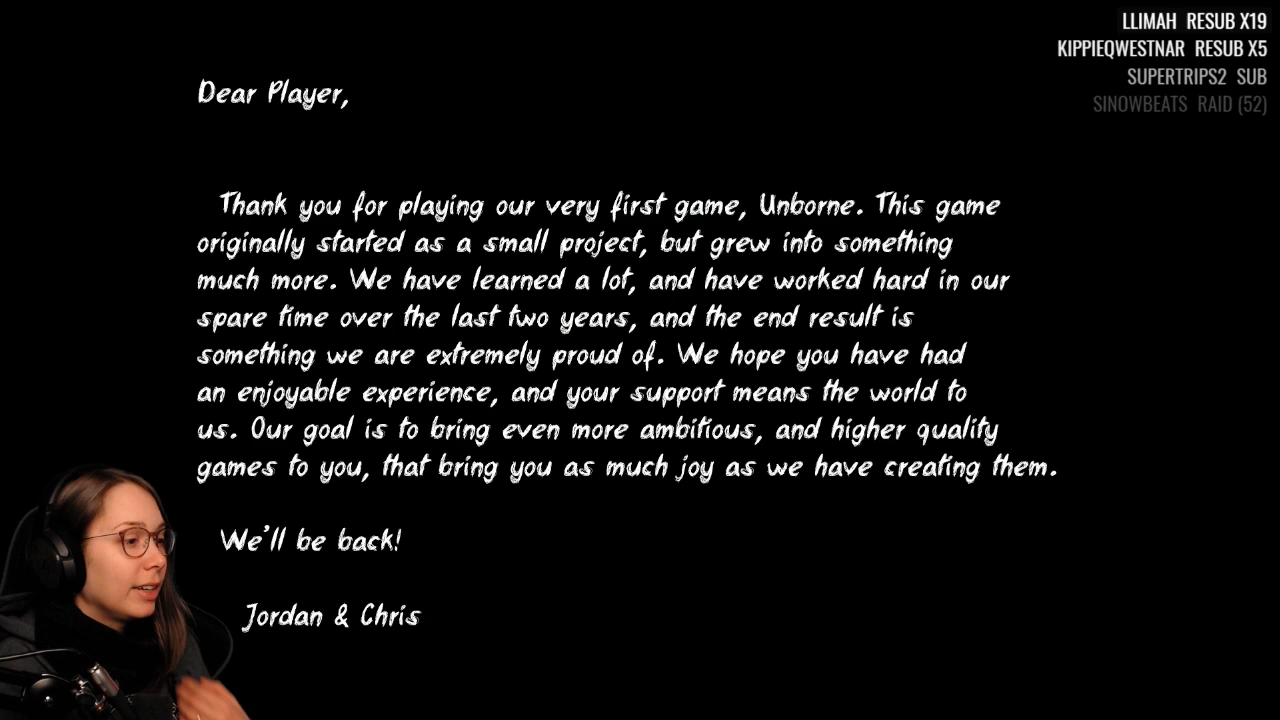 LLIMAH RESUB X19
KIPPIEQWESTNAR RESUB X5
SUPERTRIPS2 SUB
SINOWBEATS RAID (52)
Dear Player,
Thank you for playing our very first game, Unborne. This game
originally started as a small project, but grew into something
much more. We have learned a lot, and have worked hard in our
spare time over the last two years, and the end result is
something we are extremely proud of. We hope you have had
an enjoyable experience, and your support means the world to
us. Our goal is to bring even more ambitious, and higher quality
games to you, that bring you as much joy as we have creating them.
We'll be back!
Jordan & Chris